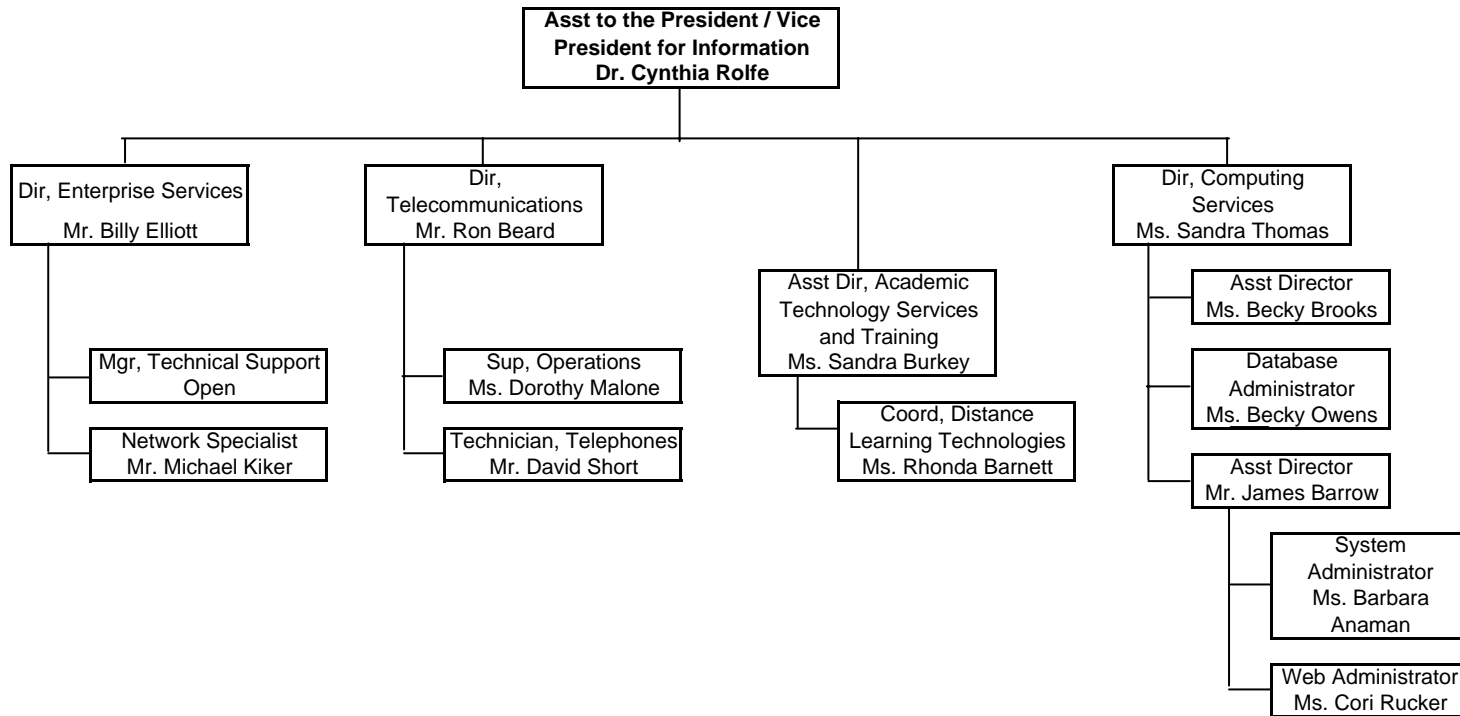 Asst to the President / Vice
President for Information
Dr. Cynthia Rolfe
Dir, Enterprise Services
Mr. Billy Elliott
Dir,
Telecommunications
Mr. Ron Beard
Dir, Computing
Services
Ms. Sandra Thomas
Asst Dir, Academic
Technology Services
and Training
Ms. Sandra Burkey
Asst Director
Ms. Becky Brooks
Mgr, Technical Support
Open
Sup, Operations
Ms. Dorothy Malone
Database
Administrator
Ms. Becky Owens
Network Specialist
Mr. Michael Kiker
Technician, Telephones
Mr. David Short
Coord, Distance
Learning Technologies
Ms. Rhonda Barnett
Asst Director
Mr. James Barrow
System
Administrator
Ms. Barbara
Anaman
Web Administrator
Ms. Cori Rucker